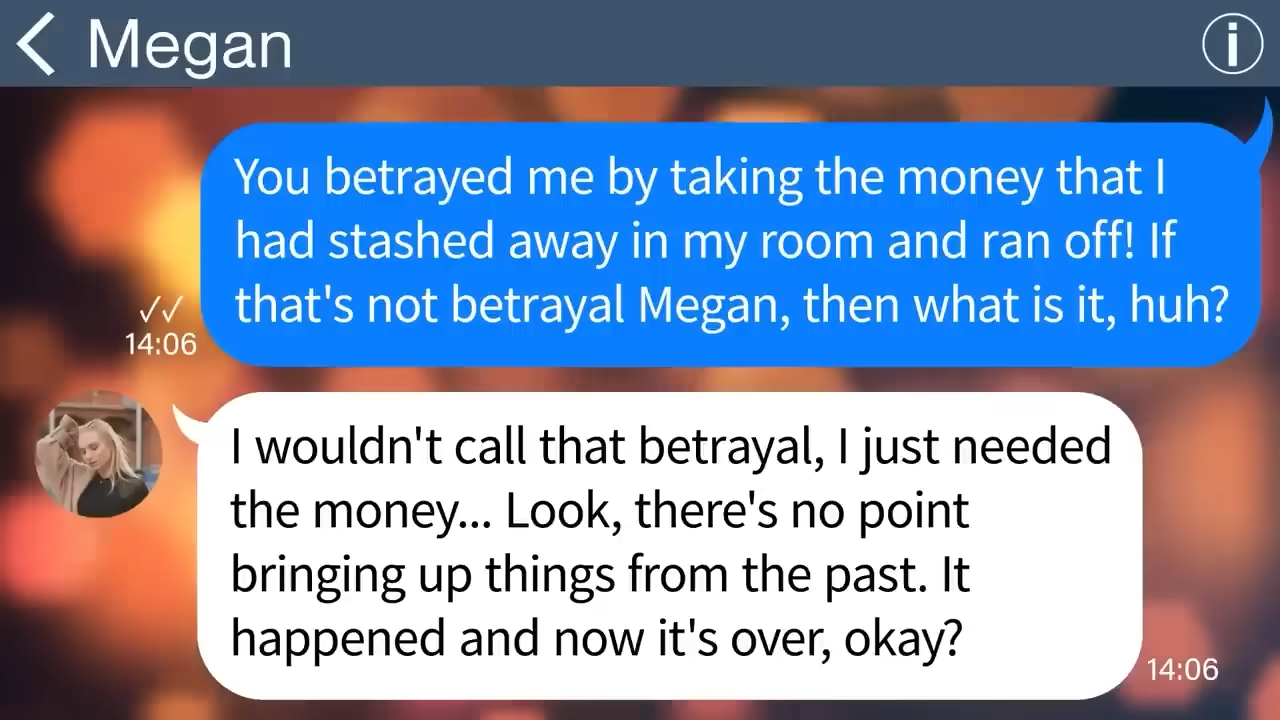 Megan
You betrayed me by taking the money that I
had stashed away in my room and ran off! If
that's not betrayal Megan, then what is it, huh?
14:06
I wouldn't call that betrayal, I just needed
the money... Look, there's no point
bringing up things from the past. It
happened and now it's over, okay?
14:06